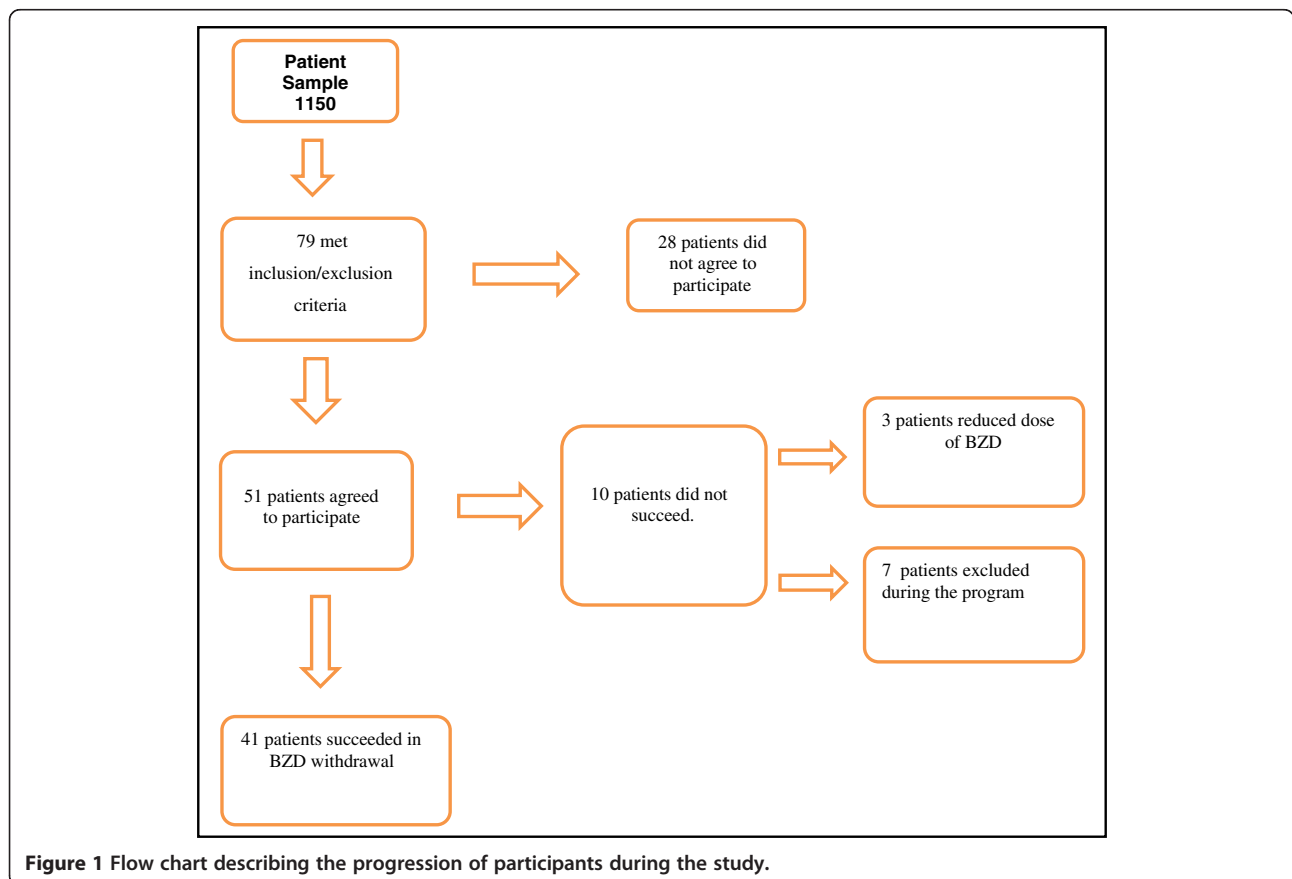 Patient
Sample
1150
79 met
inclusion/exclusion
criteria
28 patients did
not agree to
participate
51 patients agreed
to participate
10 patients did not
succeed.
3 patients reduced dose
of BZD
7 patients excluded
during the program
41 patients succeeded in
BZD withdrawal
Figure 1 Flow chart describing the progression of participants during the study.